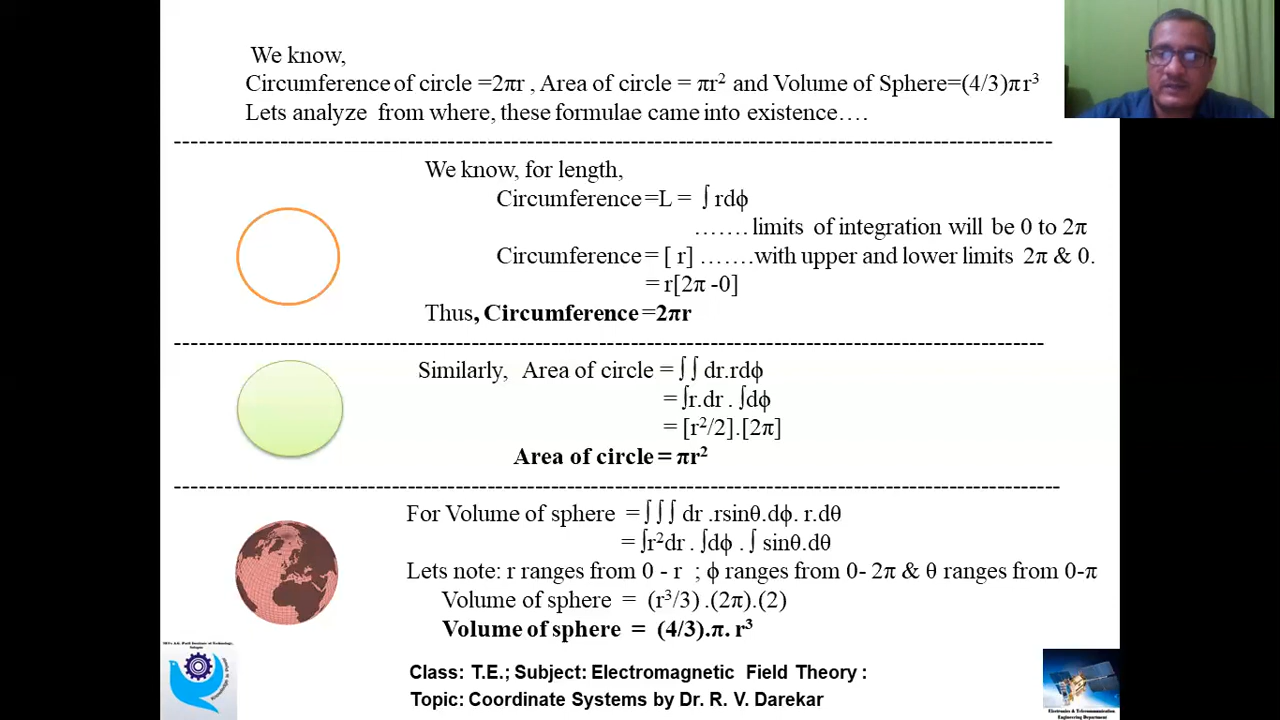 We know,
Circumference of circle =2πr , Area of circle = πr² and Volume of Sphere=(4/3)πr³
Lets analyze from where, these formulae came into existence….
We know, for length,
Circumference=L = ∫ rdϕ
……. limits of integration will be 0 to 2π
Circumference = [ r] …….with upper and lower limits 2π & 0.
= r[2π -0]
Thus, Circumference=2πr
Similarly, Area of circle = ∫ ∫ dr.rdϕ
= ∫r.dr . ∫dϕ
= [r²/2].[2π]
Area of circle = πr²
For Volume of sphere = ∫ ∫ ∫ dr .rsinθ.dϕ. r.dθ
= ∫r²dr . ∫dϕ . ∫ sinθ.dθ
Lets note: r ranges from 0 - r ; ϕ ranges from 0- 2π & θ ranges from 0-π
Volume of sphere = (r³/3) .(2π).(2)
Volume of sphere = (4/3).π. r³
Class: T.E.; Subject: Electromagnetic Field Theory :
Topic: Coordinate Systems by Dr. R. V. Darekar
Electronics & Telecommunication
Engineering Department